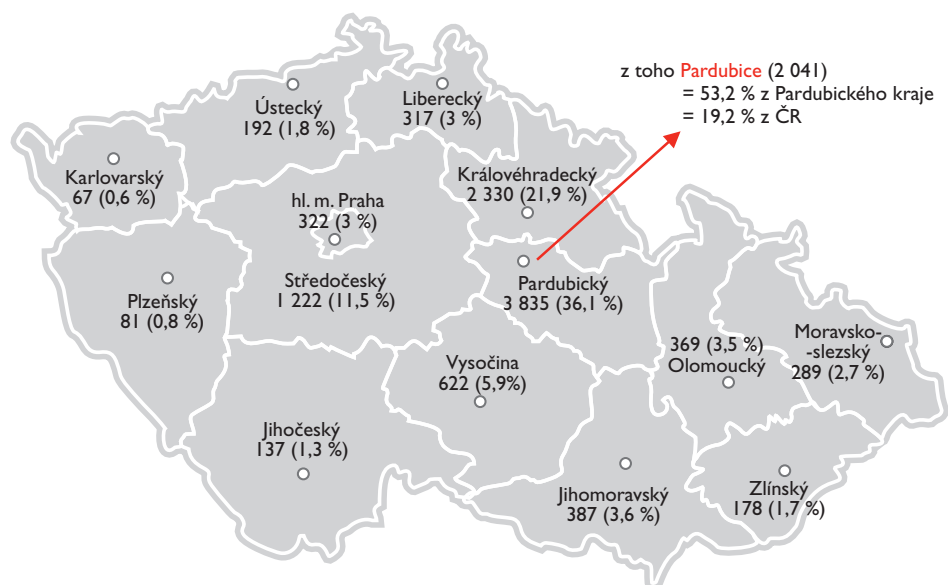 z toho Pardubice (2 041)
= 53,2 % z Pardubického kraje
= 19,2 % z ČR
Ústecký
192 (1,8 %)
Liberecký
317 (3 %)
Karlovarský
67 (0,6 %)
Královéhradecký
2 330 (21,9 %)
hl. m. Praha
322 (3 %)
Středočeský
1 222 (11,5 %)
Pardubický
3 835 (36,1 %)
Plzeňský
81 (0,8 %)
Vysočina
622 (5,9%)
369 (3,5 %)
Olomoucký
Moravsko-
-slezský
289 (2,7 %)
Jihočeský
137 (1,3 %)
Jihomoravský
387 (3,6 %)
Zlínský
178 (1,7%)